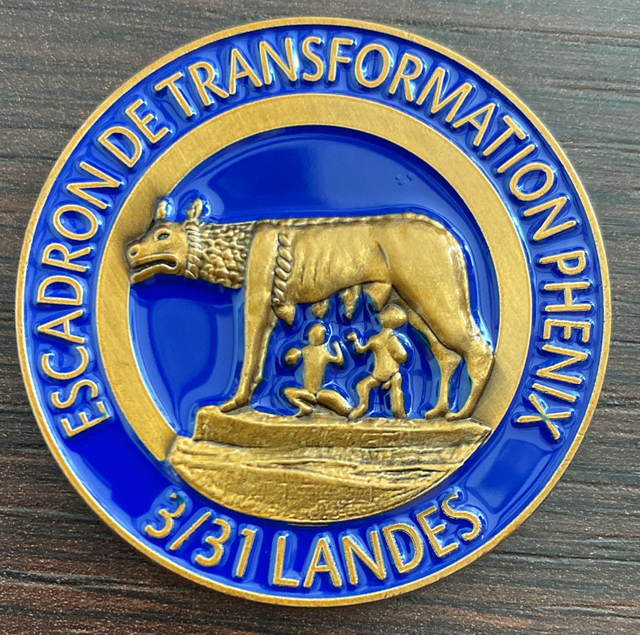 ESCADRON DE TRANSFORMATION PHENIX
3/31 LANDES